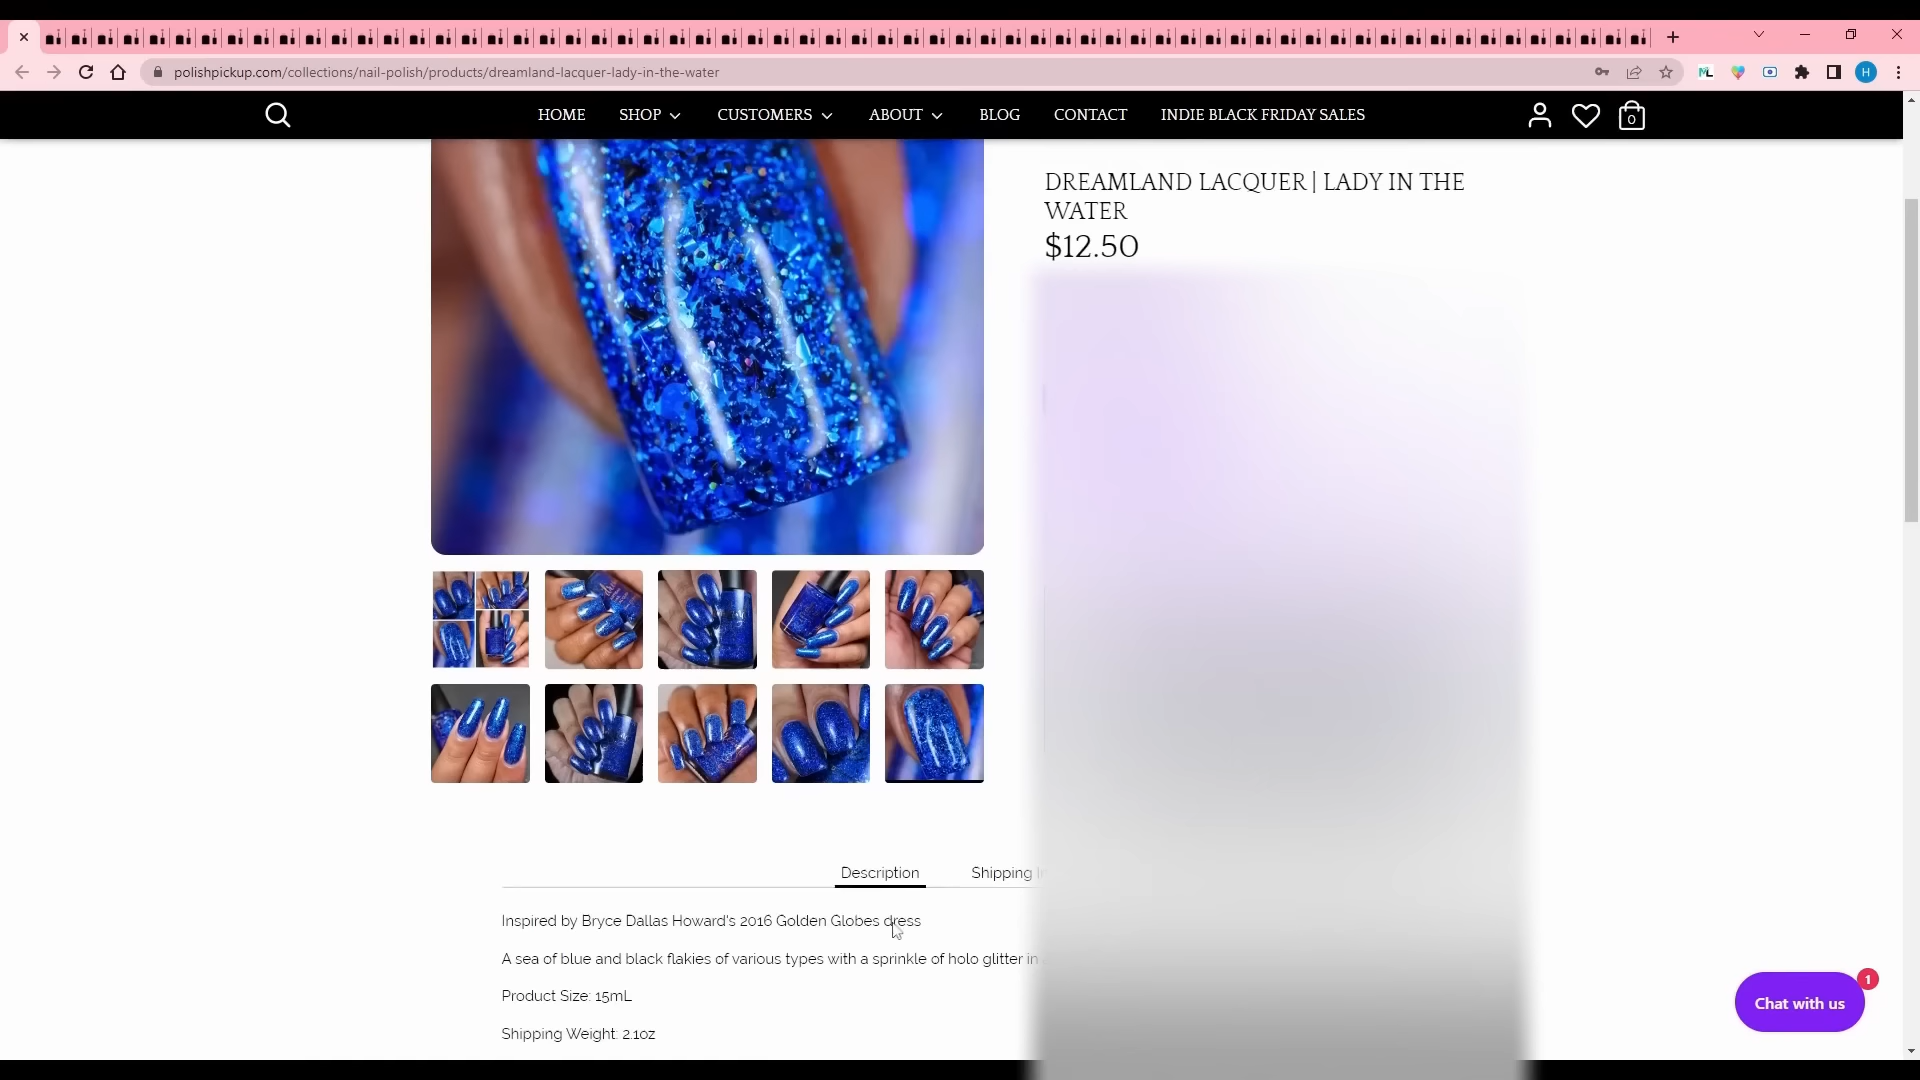 polishpickup.com/collections/nail-polish/products/dreamland-lacquer-lady-in-the-water
H
HOME SHOP CUSTOMERS ABOUT BLOG CONTACT INDIE BLACK FRIDAY SALES
0
DREAMLAND LACQUER | LADY IN THE
WATER
$12.50
Description Shipping
Inspired by Bryce Dallas Howard's 2016 Golden Globes dress
A sea of blue and black flakies of various types with a sprinkle of holo glitter in
Product Size: 15mL
Shipping Weight: 2.1oz
1
Chat with us